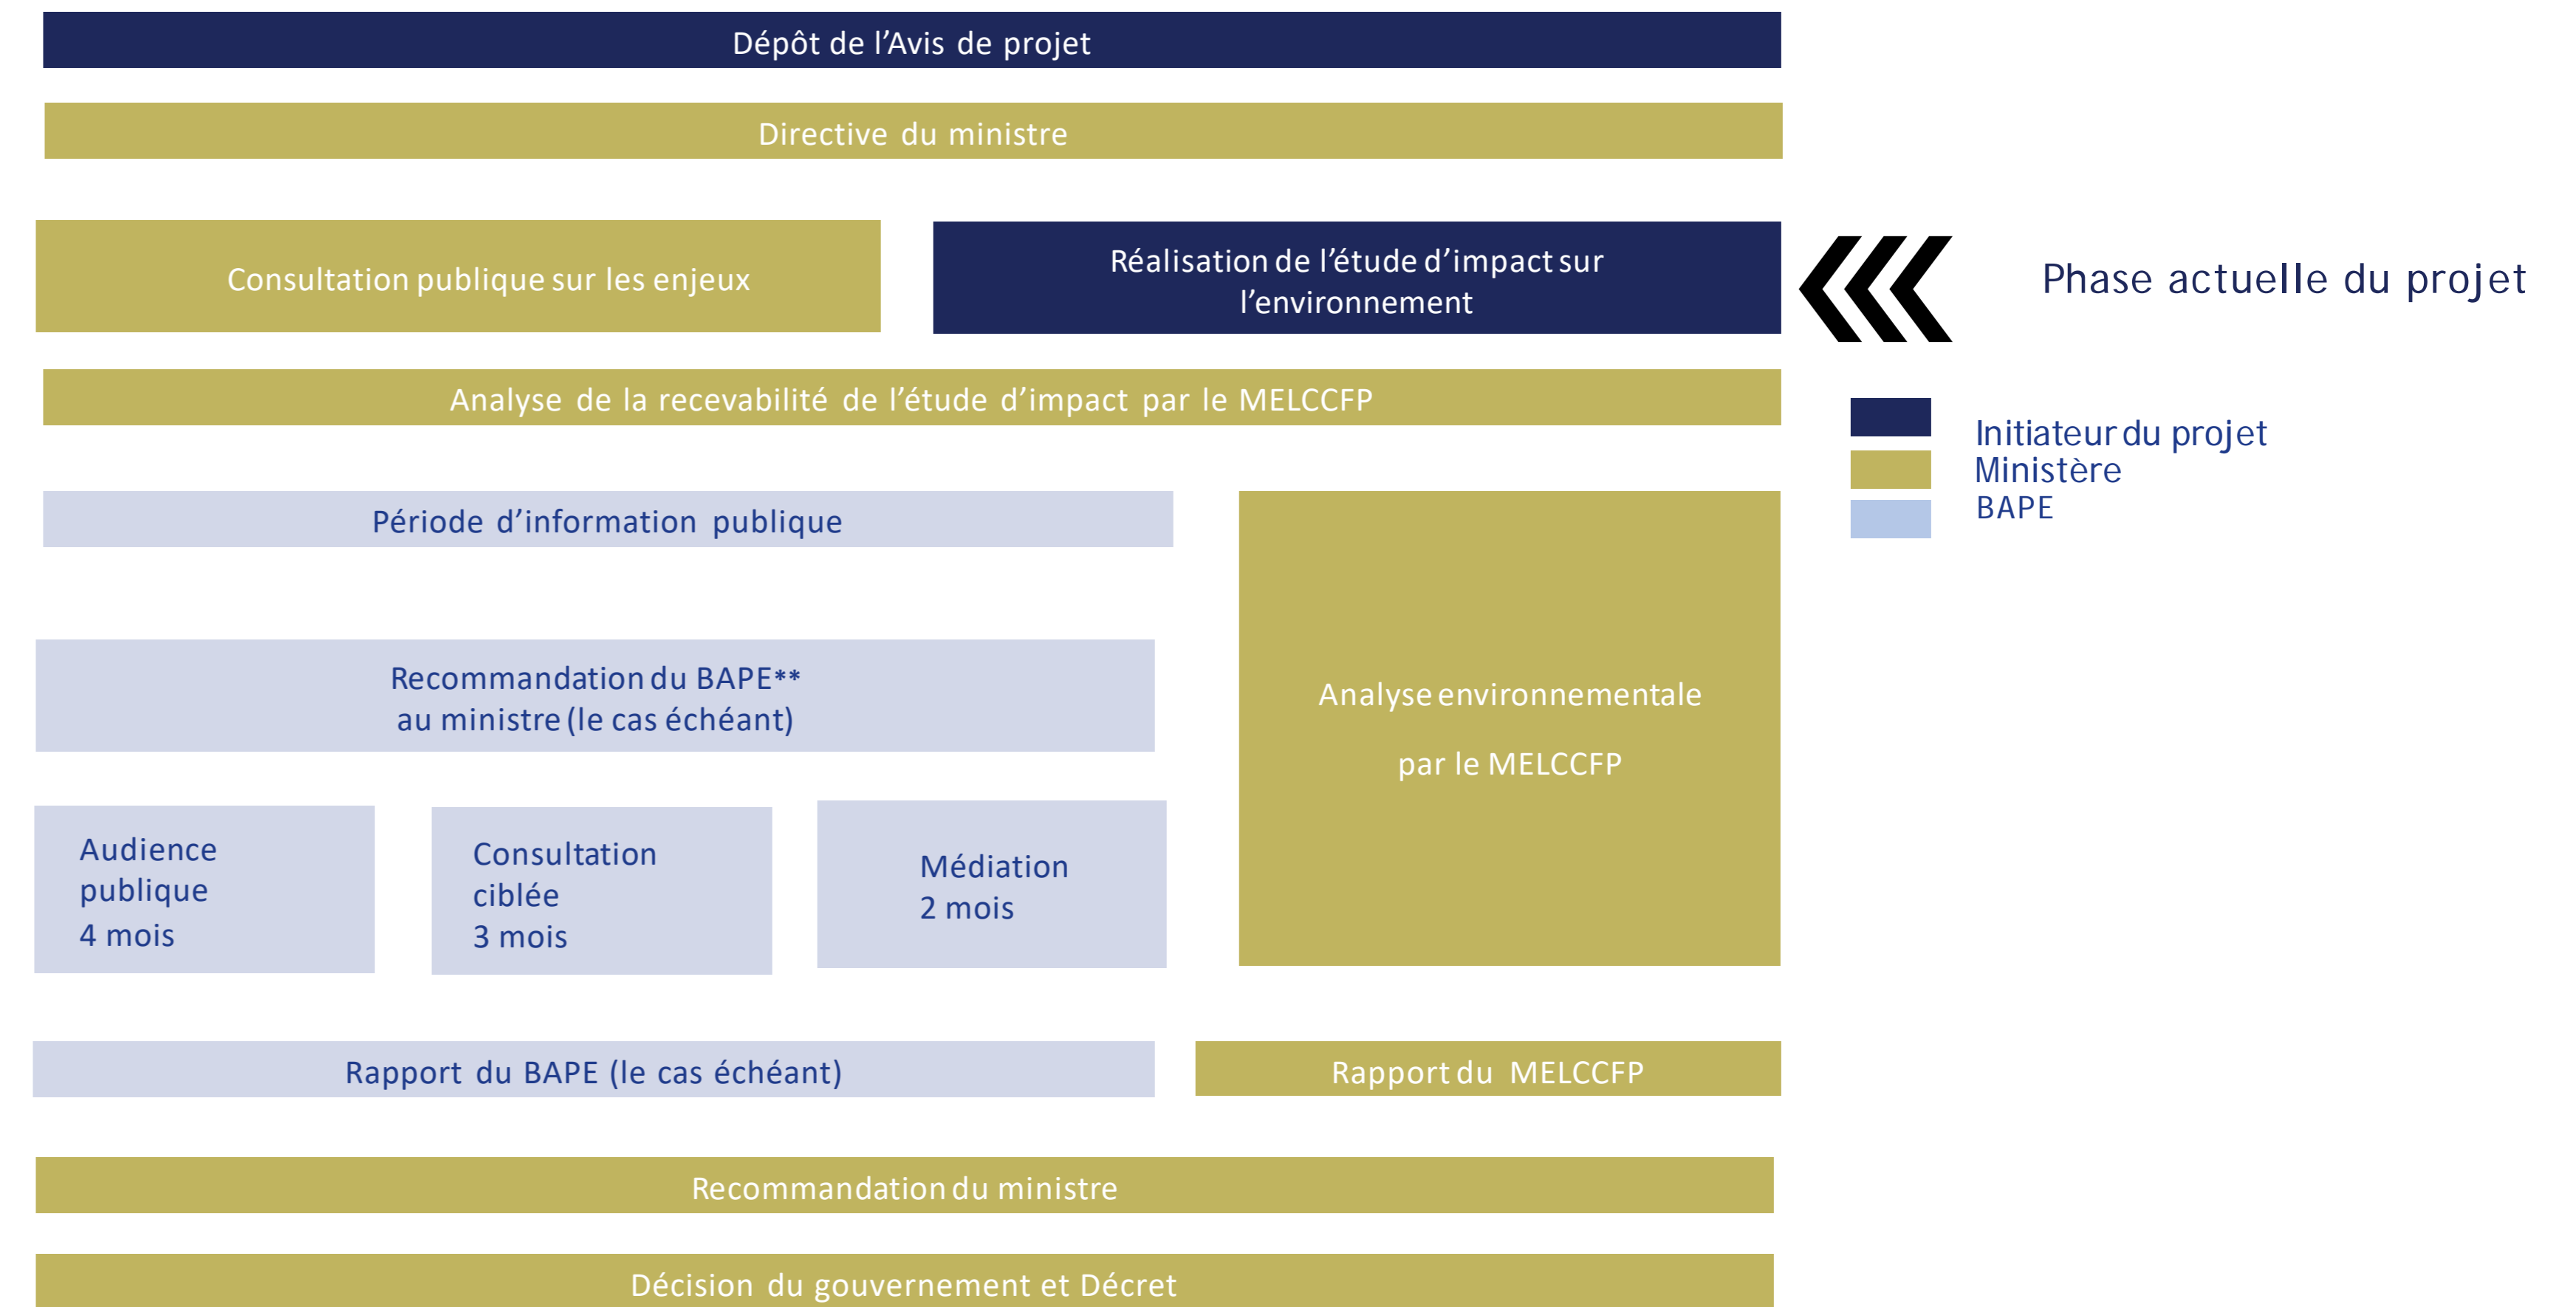 Dépôt de l’Avis de projet
Directive du ministre
Consultation publique sur les enjeux
Réalisation de l’étude d’impact sur
l’environnement
Phase actuelle du projet
Analyse de la recevabilité de l’étude d’impact par le MELCCFP
Initiateur du projet
Ministère
BAPE
Période d’information publique
Recommandation du BAPE**
au ministre (le cas échéant)
Analyse environnementale
par le MELCCFP
Audience
publique
4 mois
Consultation
ciblée
3 mois
Médiation
2 mois
Rapport du BAPE (le cas échéant)
Rapport du MELCCFP
Recommandation du ministre
Décision du gouvernement et Décret